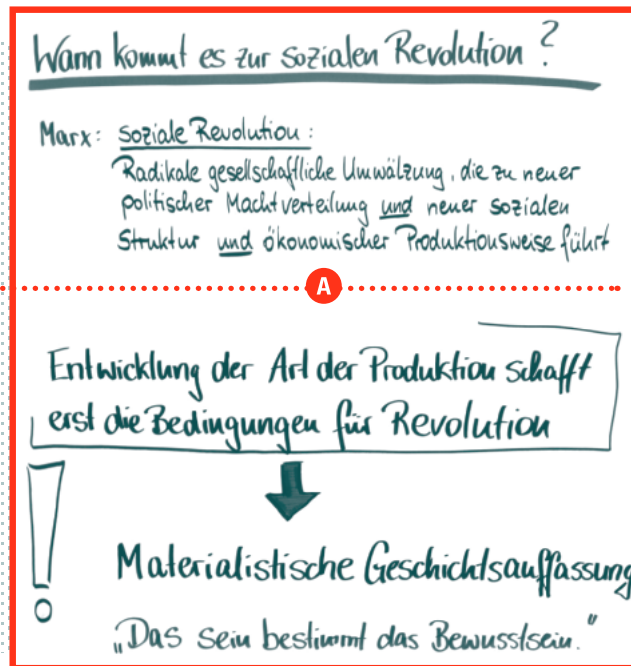 Wann kommt es zur sozialen Revolution?
Marx: soziale Revolution:
Radikale gesellschaftliche Umwälzung, die zu neuer
politischer Machtverteilung und neuer sozialen
Struktur und ökonomischer Produktionsweise führt
A
Entwicklung der Art der Produktion schafft
erst die Bedingungen für Revolution
! Materialistische Geschichtsauffassung
„Das sein bestimmt das Bewusstsein."